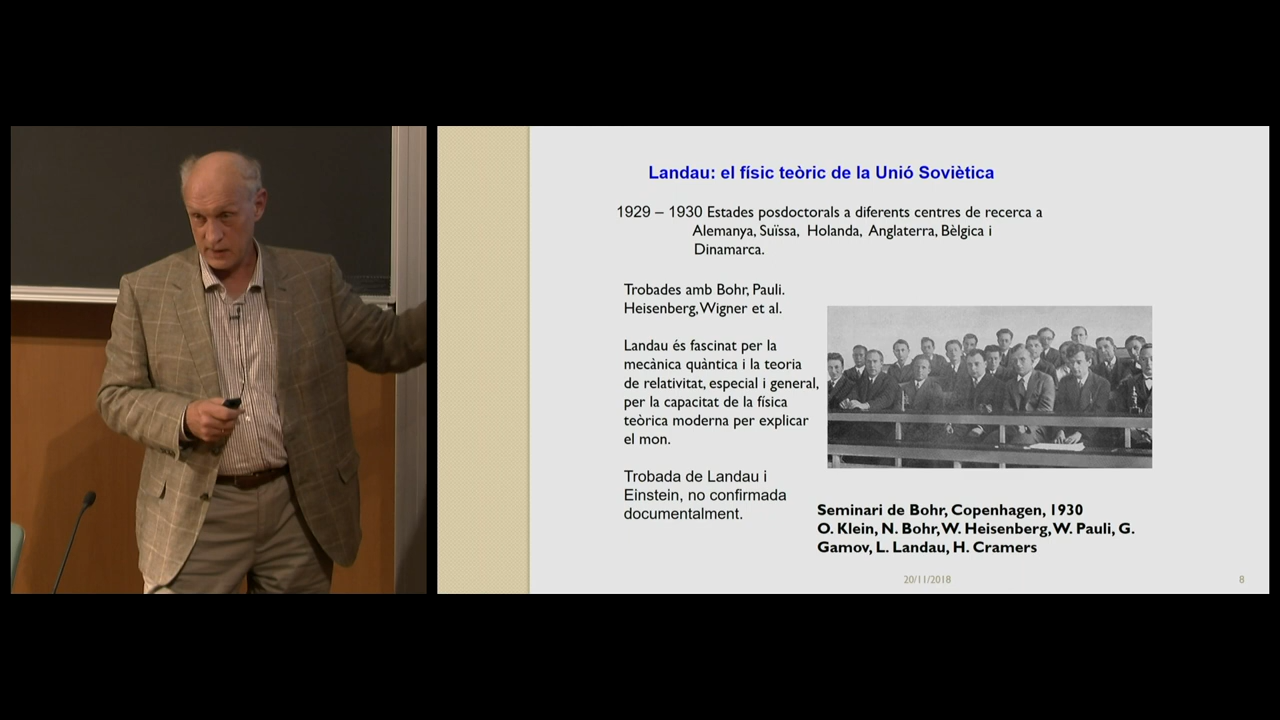 Landau: el físic teòric de la Unió Soviètica
1929 – 1930 Estades posdoctorals a diferents centres de recerca a
Alemanya, Suïssa, Holanda, Anglaterra, Bèlgica i
Dinamarca.
Trobades amb Bohr, Pauli.
Heisenberg, Wigner et al.
Landau és fascinat per la
mecànica quàntica i la teoria
de relativitat, especial i general,
per la capacitat de la física
teòrica moderna per explicar
el mon.
Trobada de Landau i
Einstein, no confirmada
documentalment.
Seminari de Bohr, Copenhagen, 1930
O. Klein, N. Bohr, W. Heisenberg, W. Pauli, G.
Gamov, L. Landau, H. Cramers
20/11/2018
8